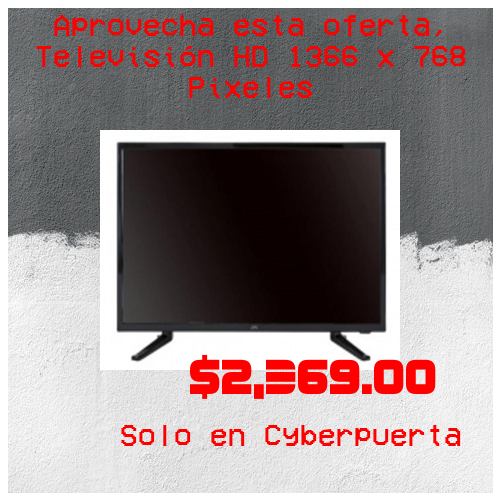 Aprovecha esta oferta,
Televisión HD 1366 x 768
Pixeles
$2,369.00
Solo en Cyberpuerta